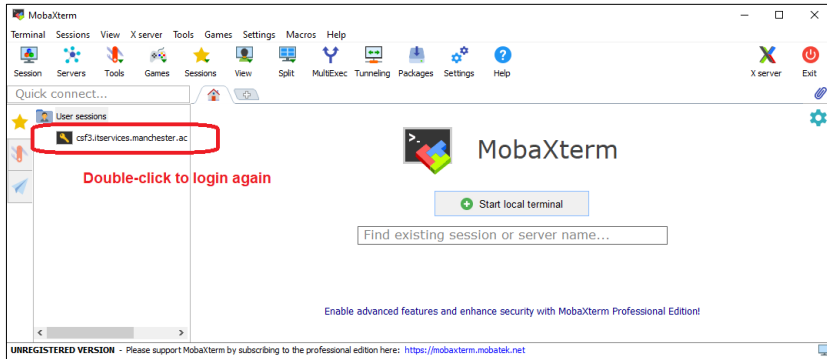 MobaXterm
Terminal Sessions View X server Tools Games Settings Macros Help
Session Servers Tools Games Sessions View Split MultiExec Tunneling Packages Settings Help X server Exit
Quick connect...
User sessions
csf3.itservices.manchester.ac
Double-click to login again
>_
MobaXterm
Start local terminal
Find existing session or server name...
Enable advanced features and enhance security with MobaXterm Professional Edition!
UNREGISTERED VERSION - Please support MobaXterm by subscribing to the professional edition here: https://mobaxterm.mobatek.net